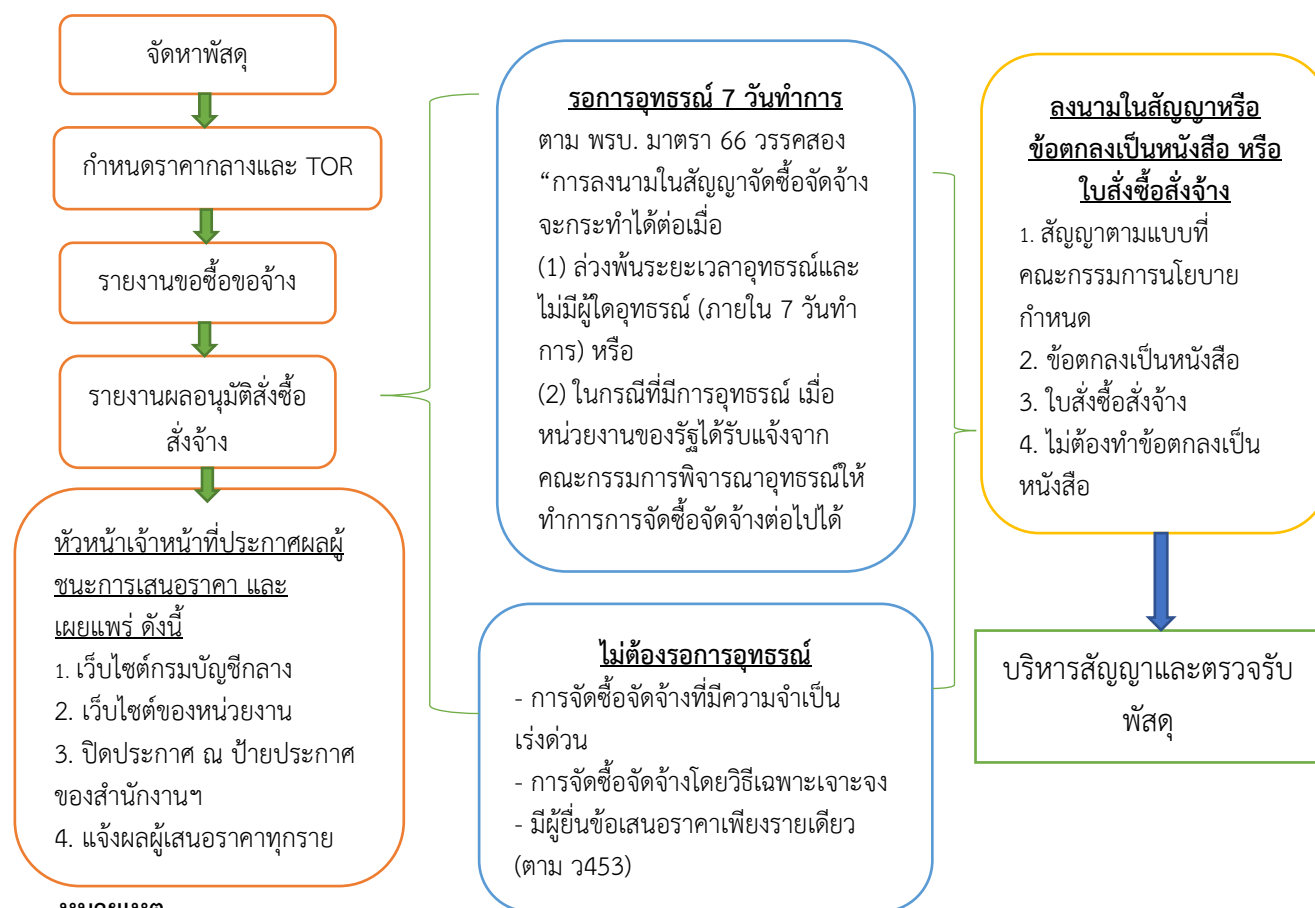 จัดหาพัสดุ
กำหนดราคากลางและ TOR
รายงานขอซื้อขอจ้าง
รายงานผลอนุมัติสั่งซื้อ
สั่งจ้าง
หัวหน้าเจ้าหน้าที่ประกาศผลผู้
ชนะการเสนอราคา และ
เผยแพร่ ดังนี้
1. เว็บไซต์กรมบัญชีกลาง
2. เว็บไซต์ของหน่วยงาน
3. ปิดประกาศ ณ ป้ายประกาศ
ของสำนักงานฯ
4. แจ้งผลผู้เสนอราคาทุกราย
รอการอุทธรณ์ 7 วันทำการ
ตาม พรบ. มาตรา 66 วรรคสอง
“การลงนามในสัญญาจัดซื้อจัดจ้าง
จะกระทำได้ต่อเมื่อ
(1) ล่วงพ้นระยะเวลาอุทธรณ์และ
ไม่มีผู้ใดอุทธรณ์ (ภายใน 7 วันทำ
การ) หรือ
(2) ในกรณีที่มีการอุทธรณ์ เมื่อ
หน่วยงานของรัฐได้รับแจ้งจาก
คณะกรรมการพิจารณาอุทธรณ์ให้
ทำการการจัดซื้อจัดจ้างต่อไปได้
ไม่ต้องรอการอุทธรณ์
- การจัดซื้อจัดจ้างที่มีความจำเป็น
เร่งด่วน
- การจัดซื้อจัดจ้างโดยวิธีเฉพาะเจาะจง
- มีผู้ยื่นข้อเสนอราคาเพียงรายเดียว
(ตาม ว453)
ลงนามในสัญญาหรือ
ข้อตกลงเป็นหนังสือ หรือ
ใบสั่งซื้อสั่งจ้าง
1. สัญญาตามแบบที่
คณะกรรมการนโยบาย
กำหนด
2. ข้อตกลงเป็นหนังสือ
3. ใบสั่งซื้อสั่งจ้าง
4. ไม่ต้องทำข้อตกลงเป็น
หนังสือ
บริหารสัญญาและตรวจรับ
พัสดุ